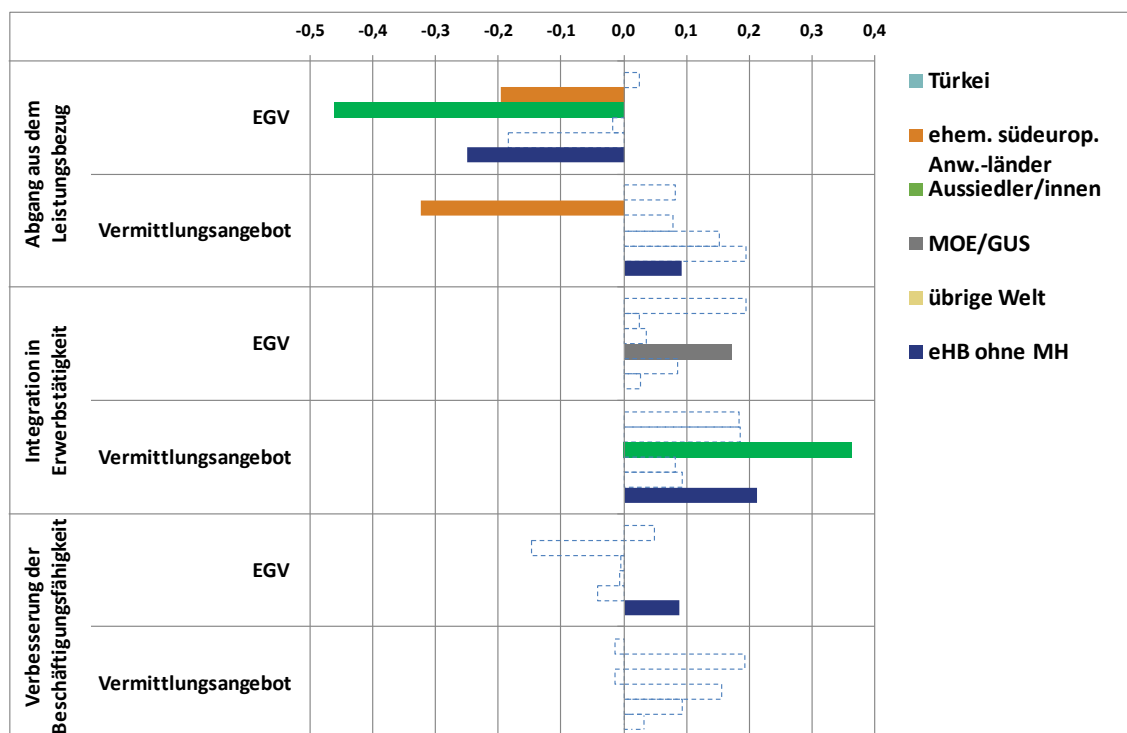 -0,5 -0,4 -0,3 -0,2 -0,1 0,0 0,1 0,2 0,3 0,4
Abgang aus dem
Leistungsbezug
EGV
Vermittlungsangebot
Integration in
Erwerbstätigkeit
EGV
Vermittlungsangebot
Verbesserung der
Beschäftigungsfähigkeit
EGV
Vermittlungsangebot
Türkei
ehem. südeurop.
Anw.-länder
Aussiedler/innen
MOE/GUS
übrige Welt
eHB ohne MH